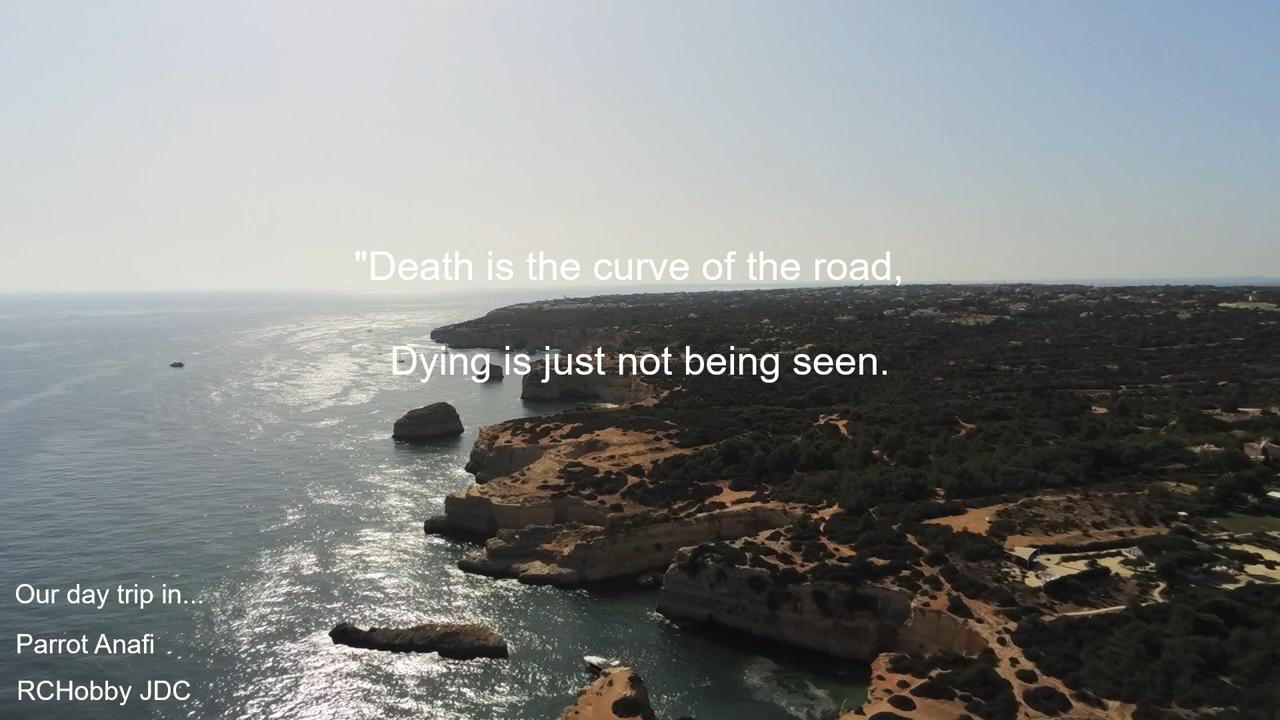 "Death is the curve of the road,
Dying is just not being seen.
Our day trip in...
Parrot Anafi
RCHobby JDC